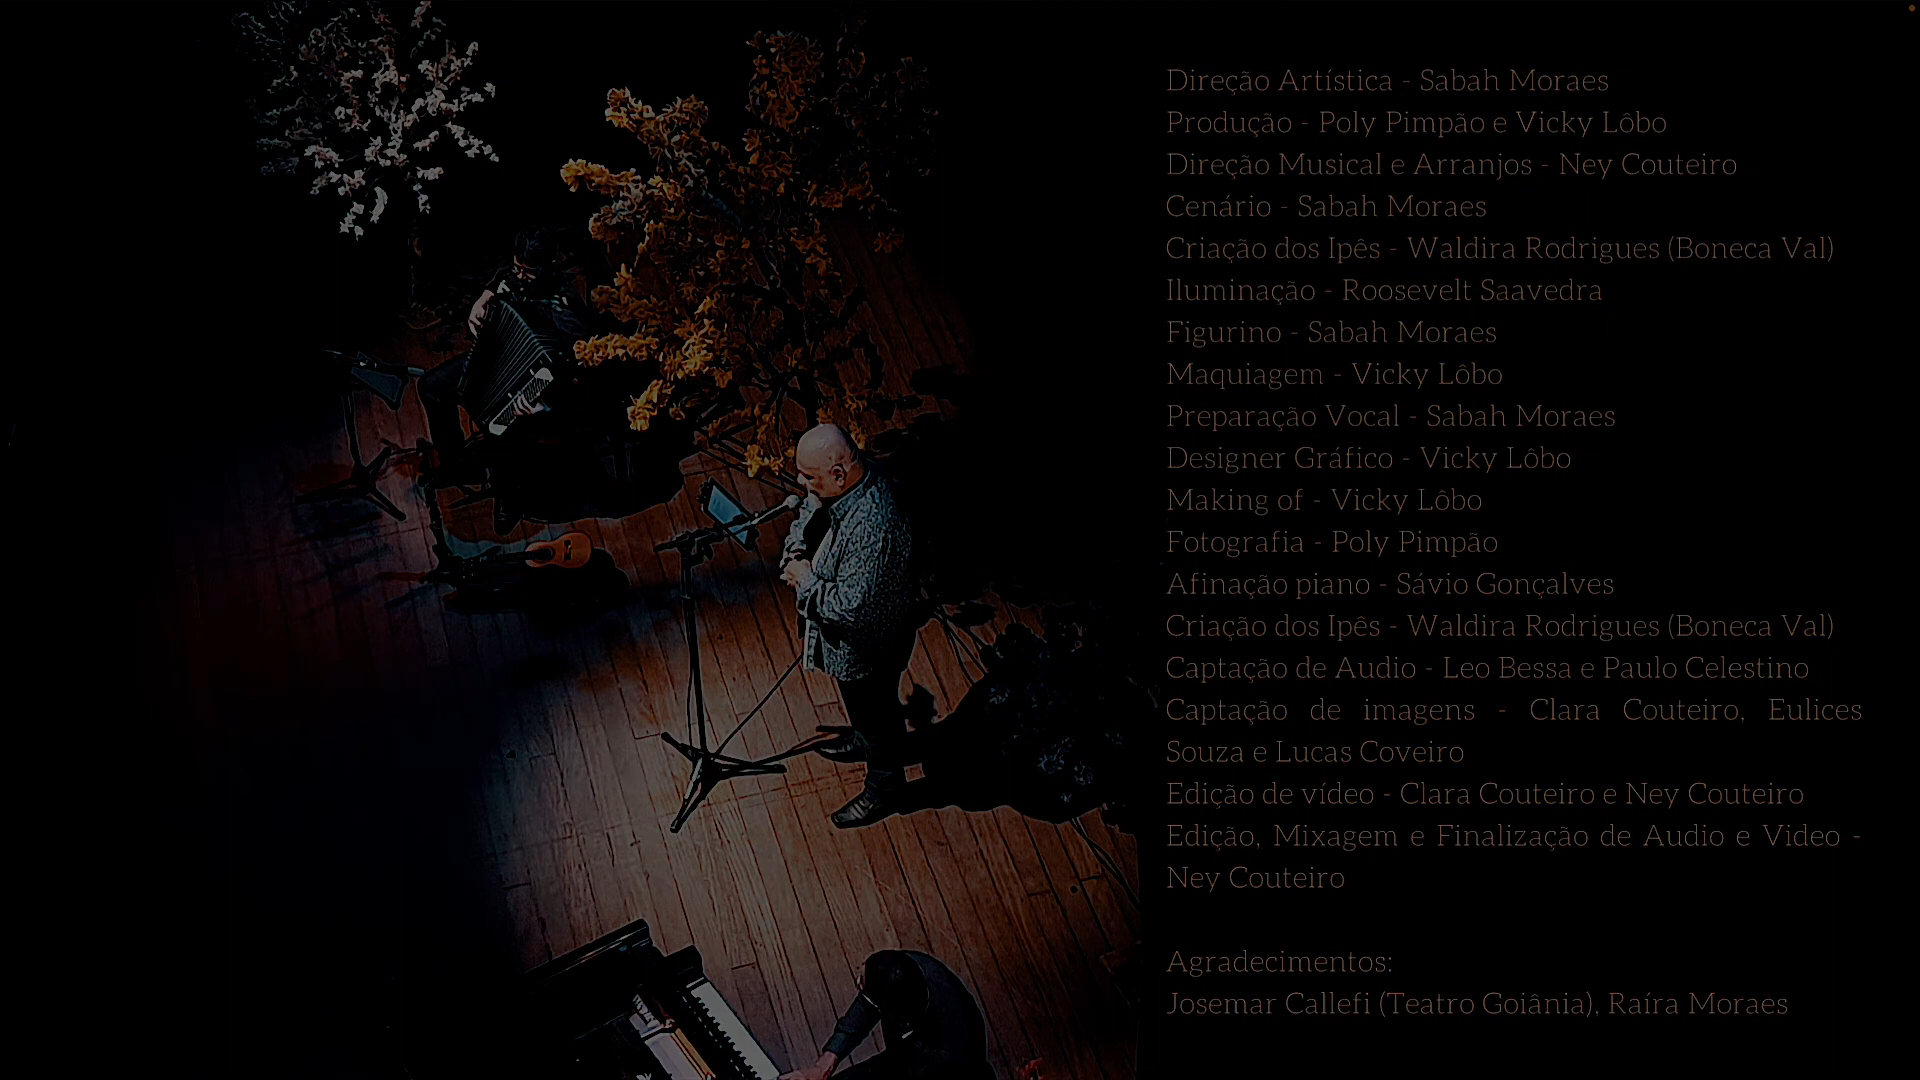 Direção Artística - Sabah Moraes
Produção - Poly Pimpão e Vicky Lôbo
Direção Musical e Arranjos - Ney Couteiro
Cenário - Sabah Moraes
Criação dos Ipês - Waldira Rodrigues (Boneca Val)
Iluminação - Roosevelt Saavedra
Figurino - Sabah Moraes
Maquiagem - Vicky Lôbo
Preparação Vocal - Sabah Moraes
Designer Gráfico - Vicky Lôbo
Making of - Vicky Lôbo
Fotografia - Poly Pimpão
Afinação piano - Sávio Gonçalves
Criação dos Ipês - Waldira Rodrigues (Boneca Val)
Captação de Audio - Leo Bessa e Paulo Celestino
Captação de imagens - Clara Couteiro, Eulices
Souza e Lucas Coveiro
Edição de vídeo - Clara Couteiro e Ney Couteiro
Edição, Mixagem e Finalização de Audio e Video -
Ney Couteiro
Agradecimentos:
Josemar Callefi (Teatro Goiânia), Raíra Moraes